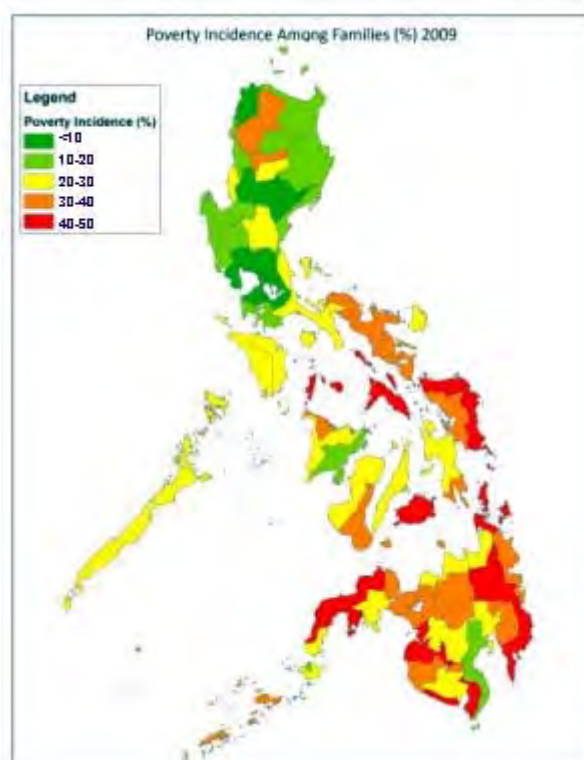 Poverty Incidence Among Families (%) 2009
Legend
Poverty Incidence (%)
<10
10-20
20-30
30-40
40-50